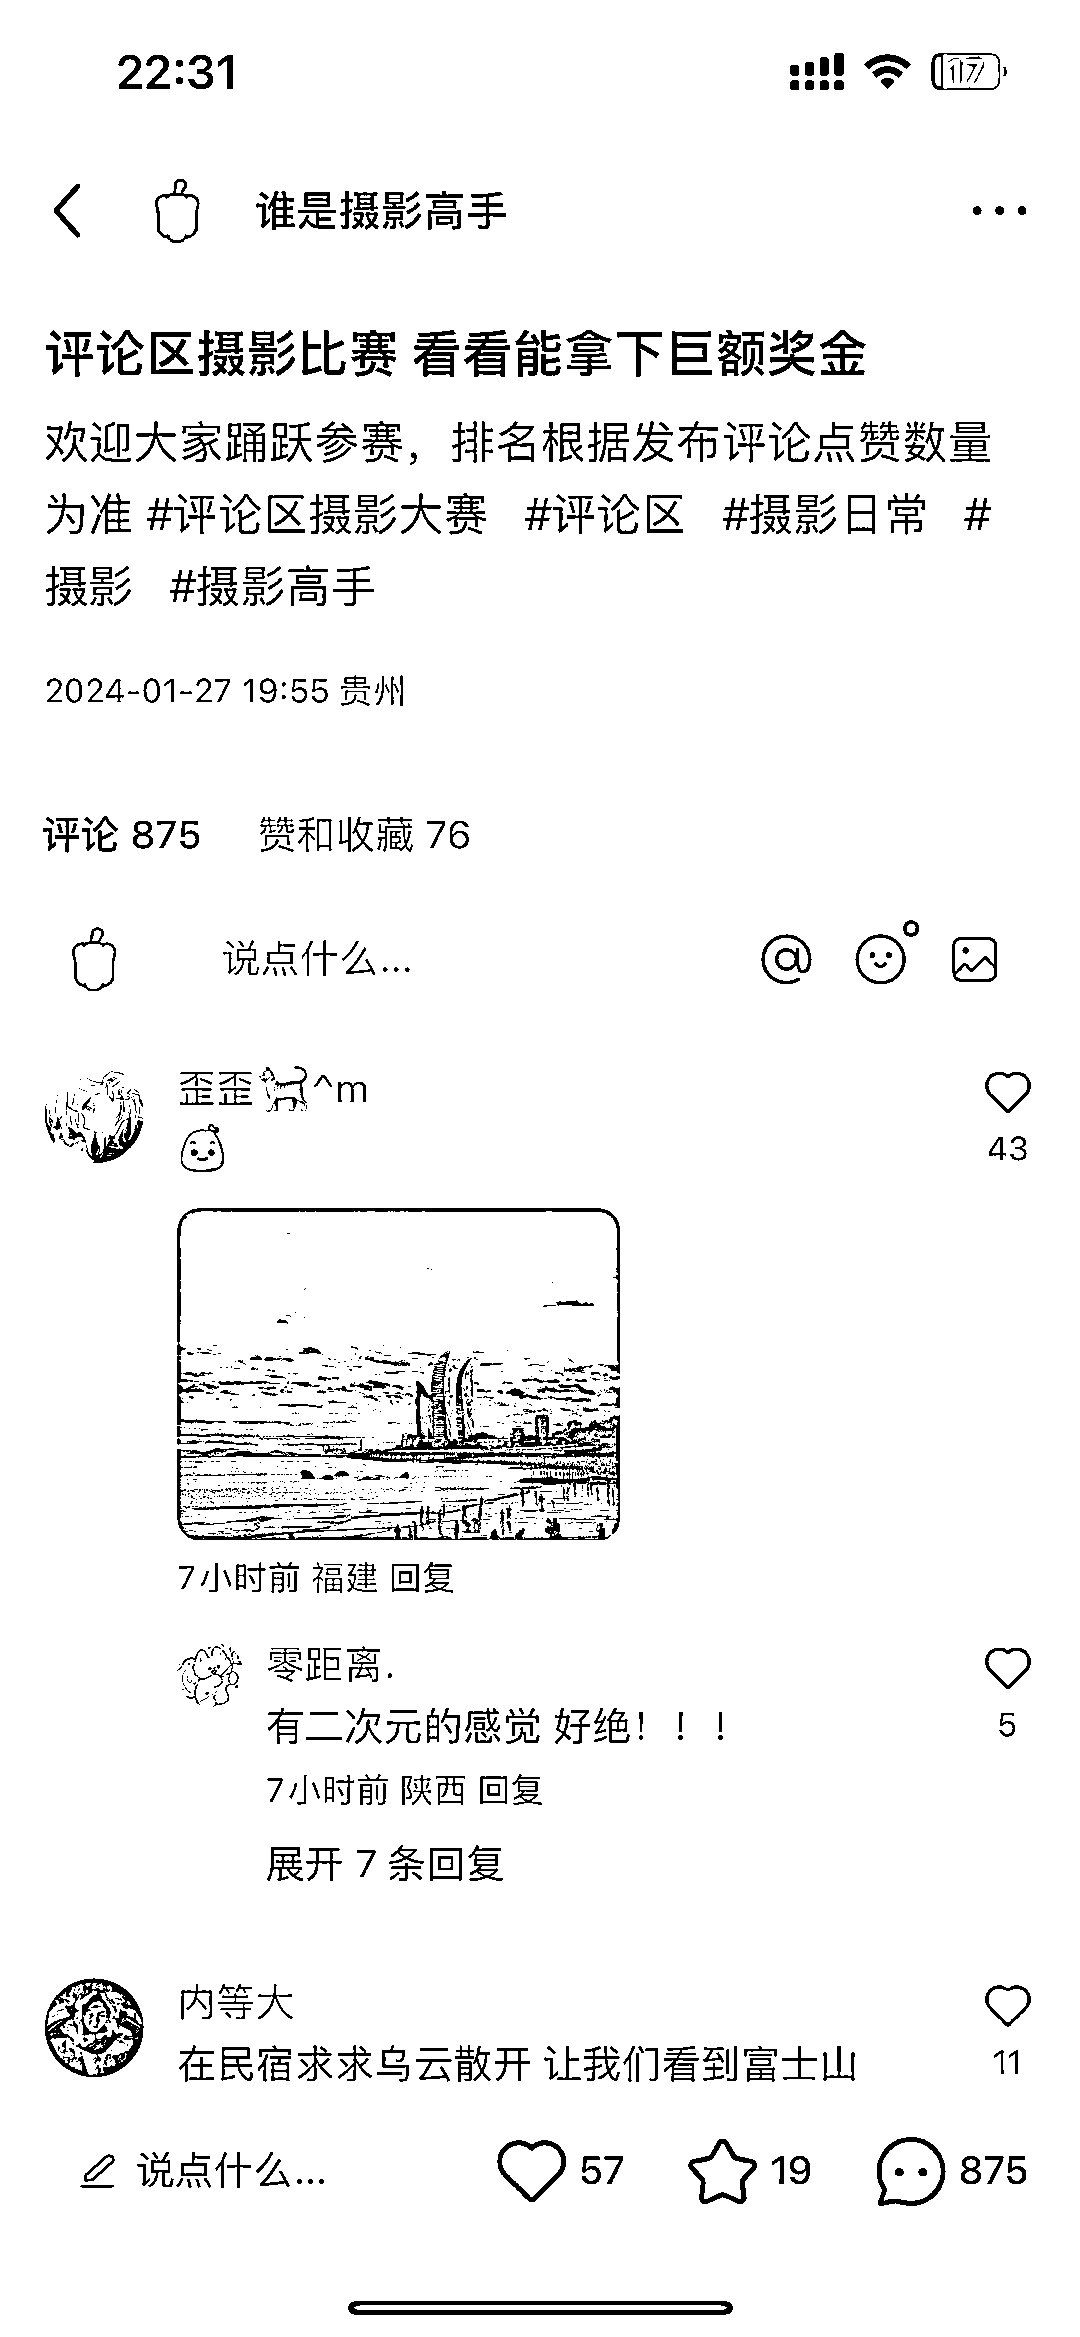 22:31
谁是摄影高手
评论区摄影比赛 看看能拿下巨额奖金
欢迎大家踊跃参赛，排名根据发布评论点赞数量
为准 #评论区摄影大赛 #评论区 #摄影日常 #
摄影 #摄影高手
2024-01-27 19:55 贵州
评论 875 赞和收藏 76
说点什么...
歪歪🐈^m
43
7小时前 福建 回复
零距离.
有二次元的感觉 好绝！！！
5
7小时前 陕西 回复
展开 7 条回复
内等大
在民宿求求乌云散开 让我们看到富士山
11
说点什么... 57 19 875